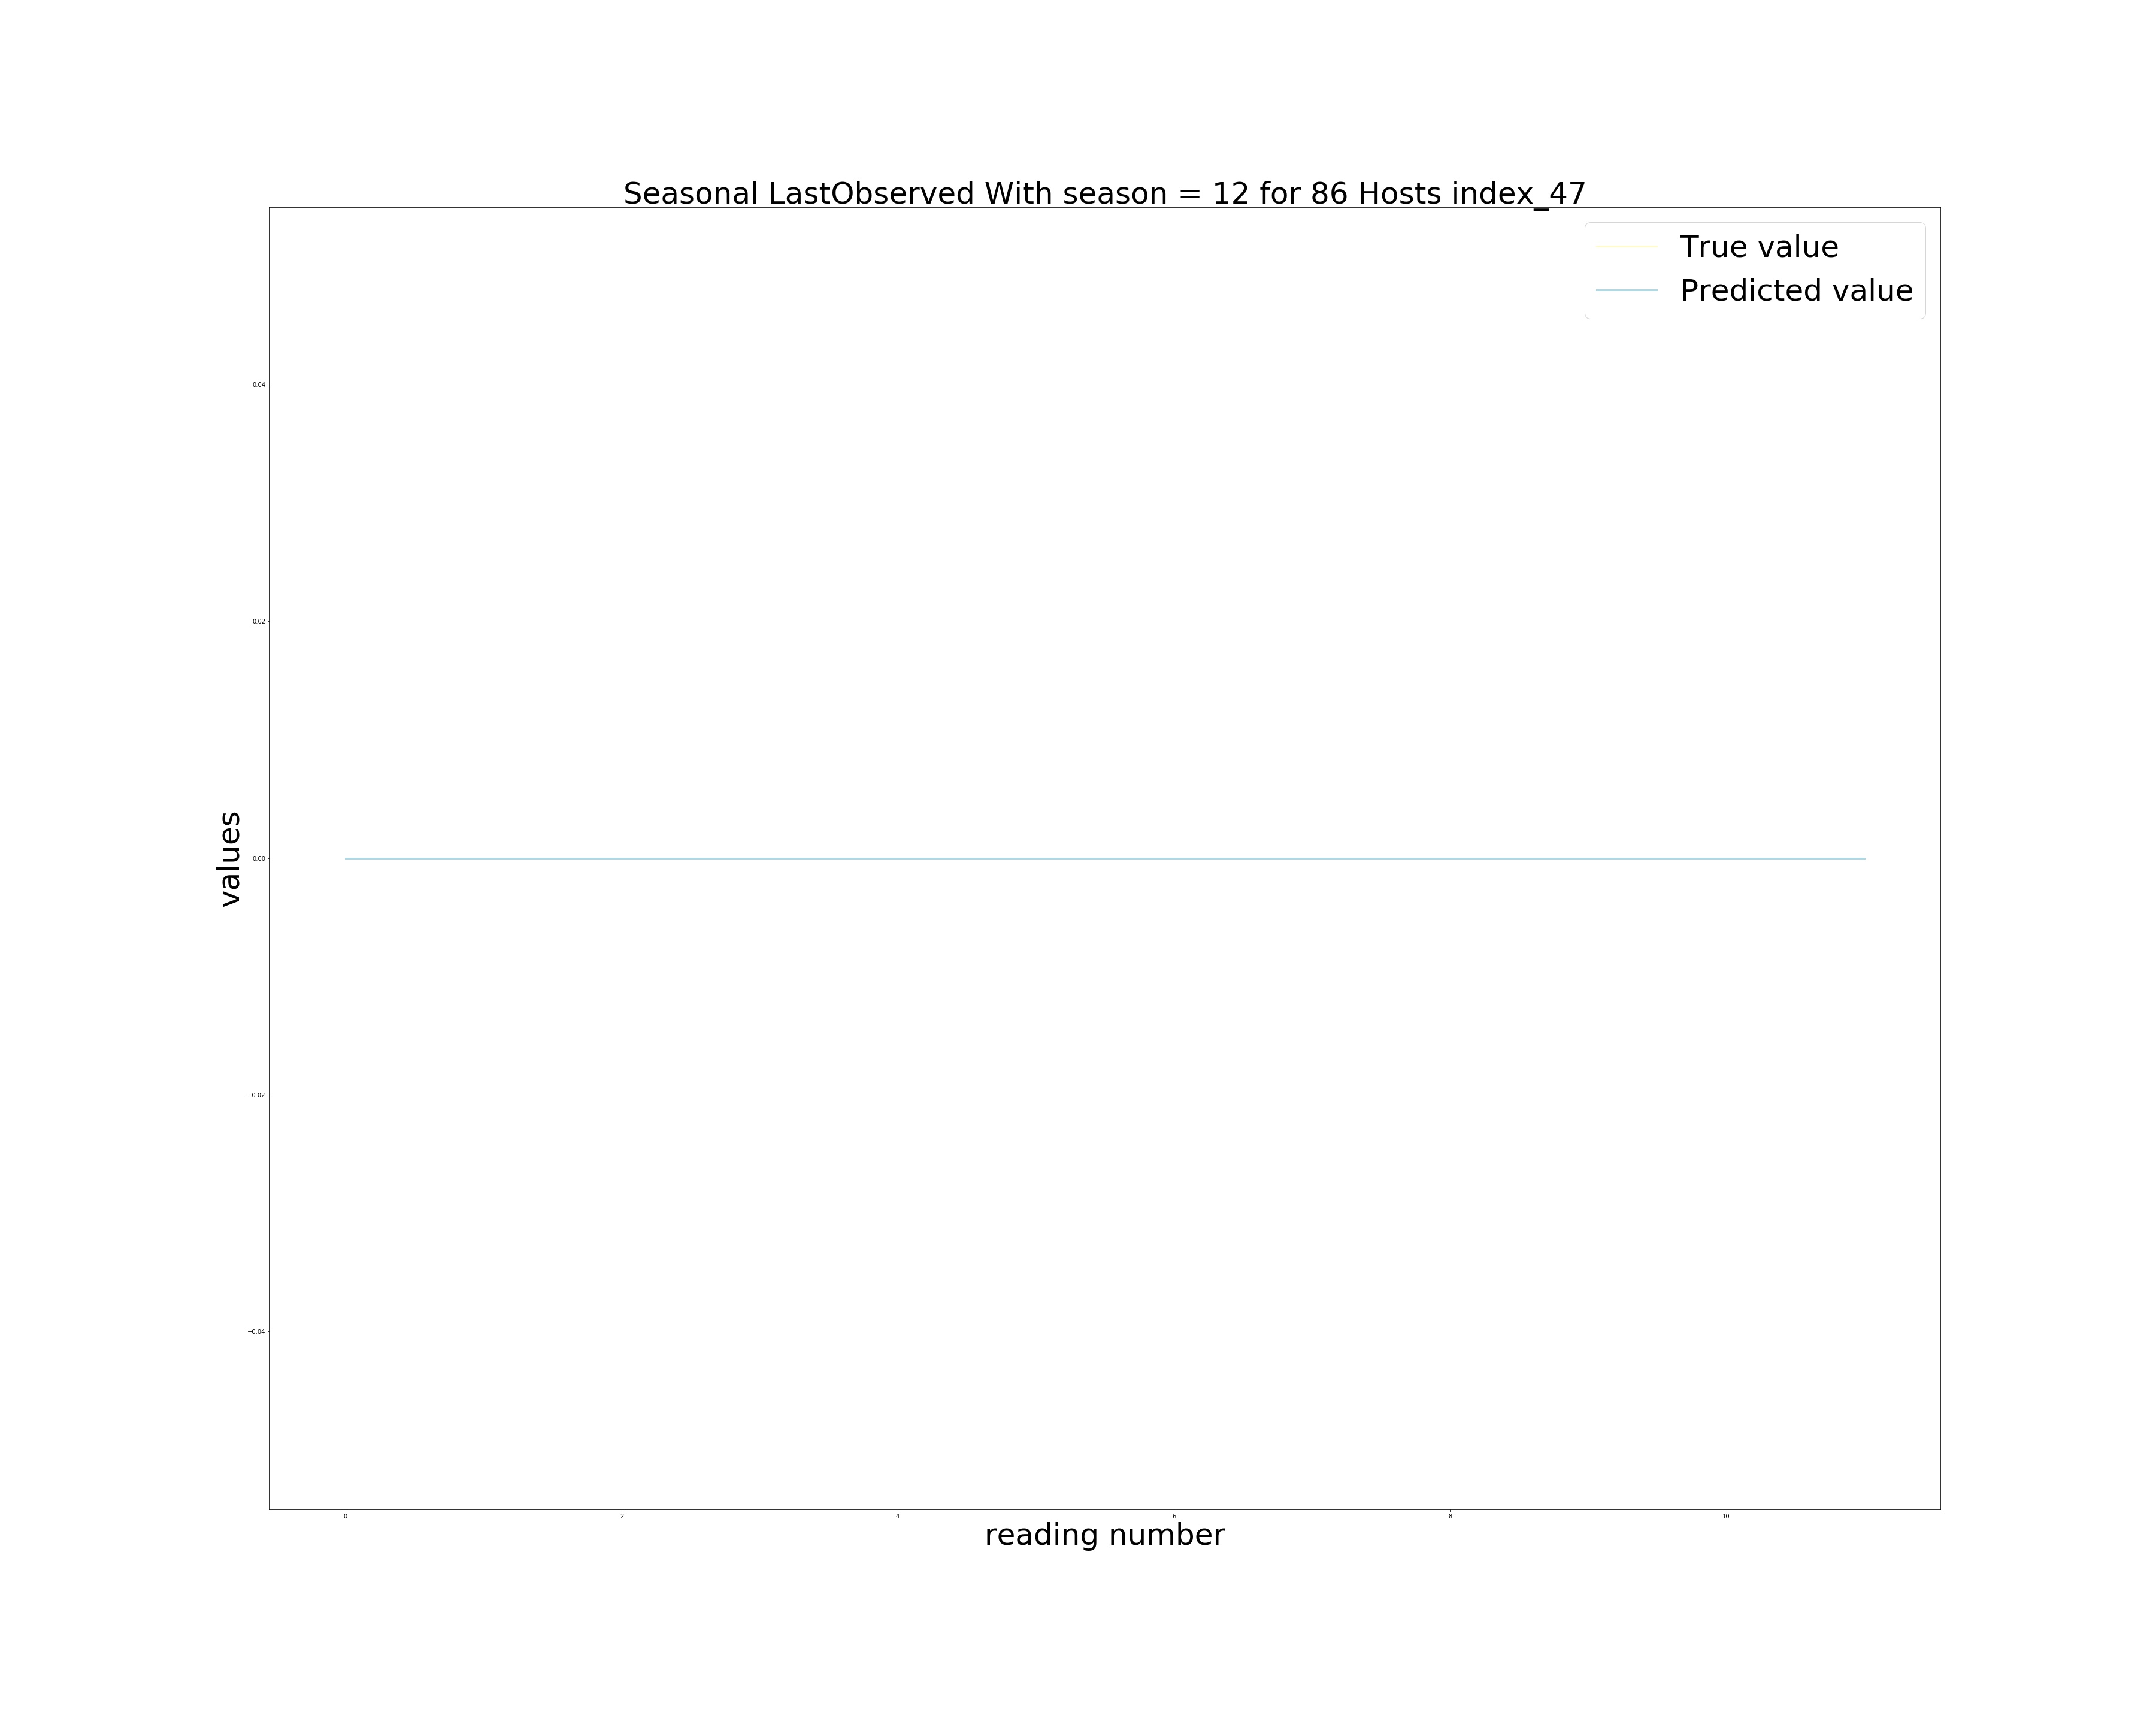 Seasonal LastObserved With season = 12 for 86 Hosts index_47
True value
Predicted value
0.04
0.02
0.00
−0.02
−0.04
values
0 2 4 6 8 10
reading number